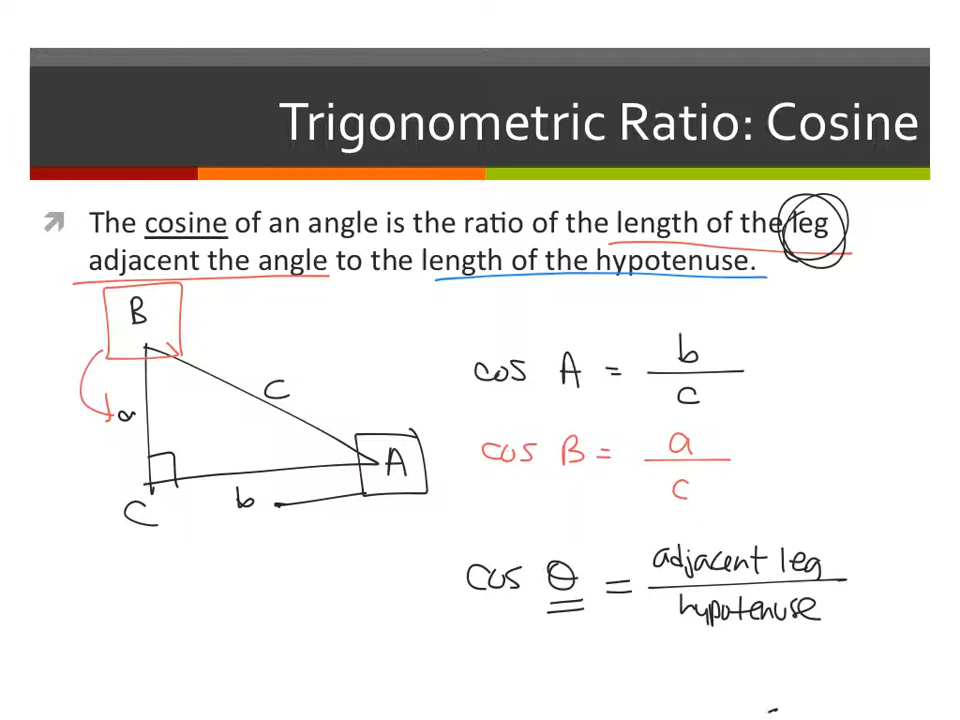 Trigonometric Ratio: Cosine
The cosine of an angle is the ratio of the length of the leg
adjacent the angle to the length of the hypotenuse.
B
a
C
A
C
b
cos A = b/c
cos B = a/c
cos θ = adjacent leg/hypotenuse